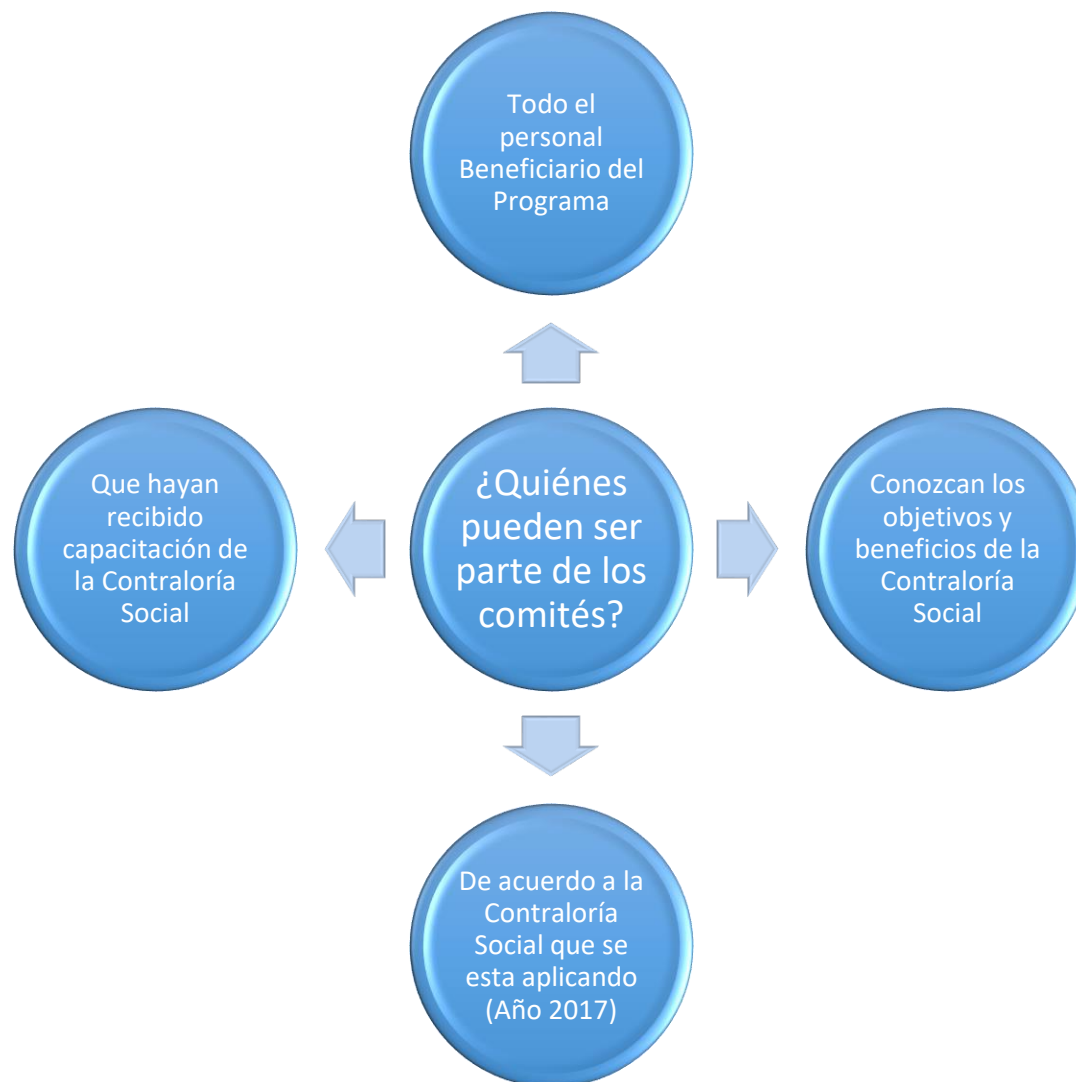 Todo el
personal
Beneficiario del
Programa
Que hayan
recibido
capacitación de
la Contraloría
Social
¿Quiénes
pueden ser
parte de los
comités?
Conozcan los
objetivos y
beneficios de la
Contraloría
Social
De acuerdo a la
Contraloría
Social que se
esta aplicando
(Año 2017)